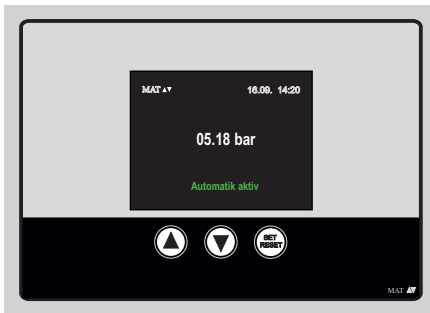 MAT ▲▼ 16.09. 14:20
05.18 bar
Automatik aktiv
SET
RESET
MAT